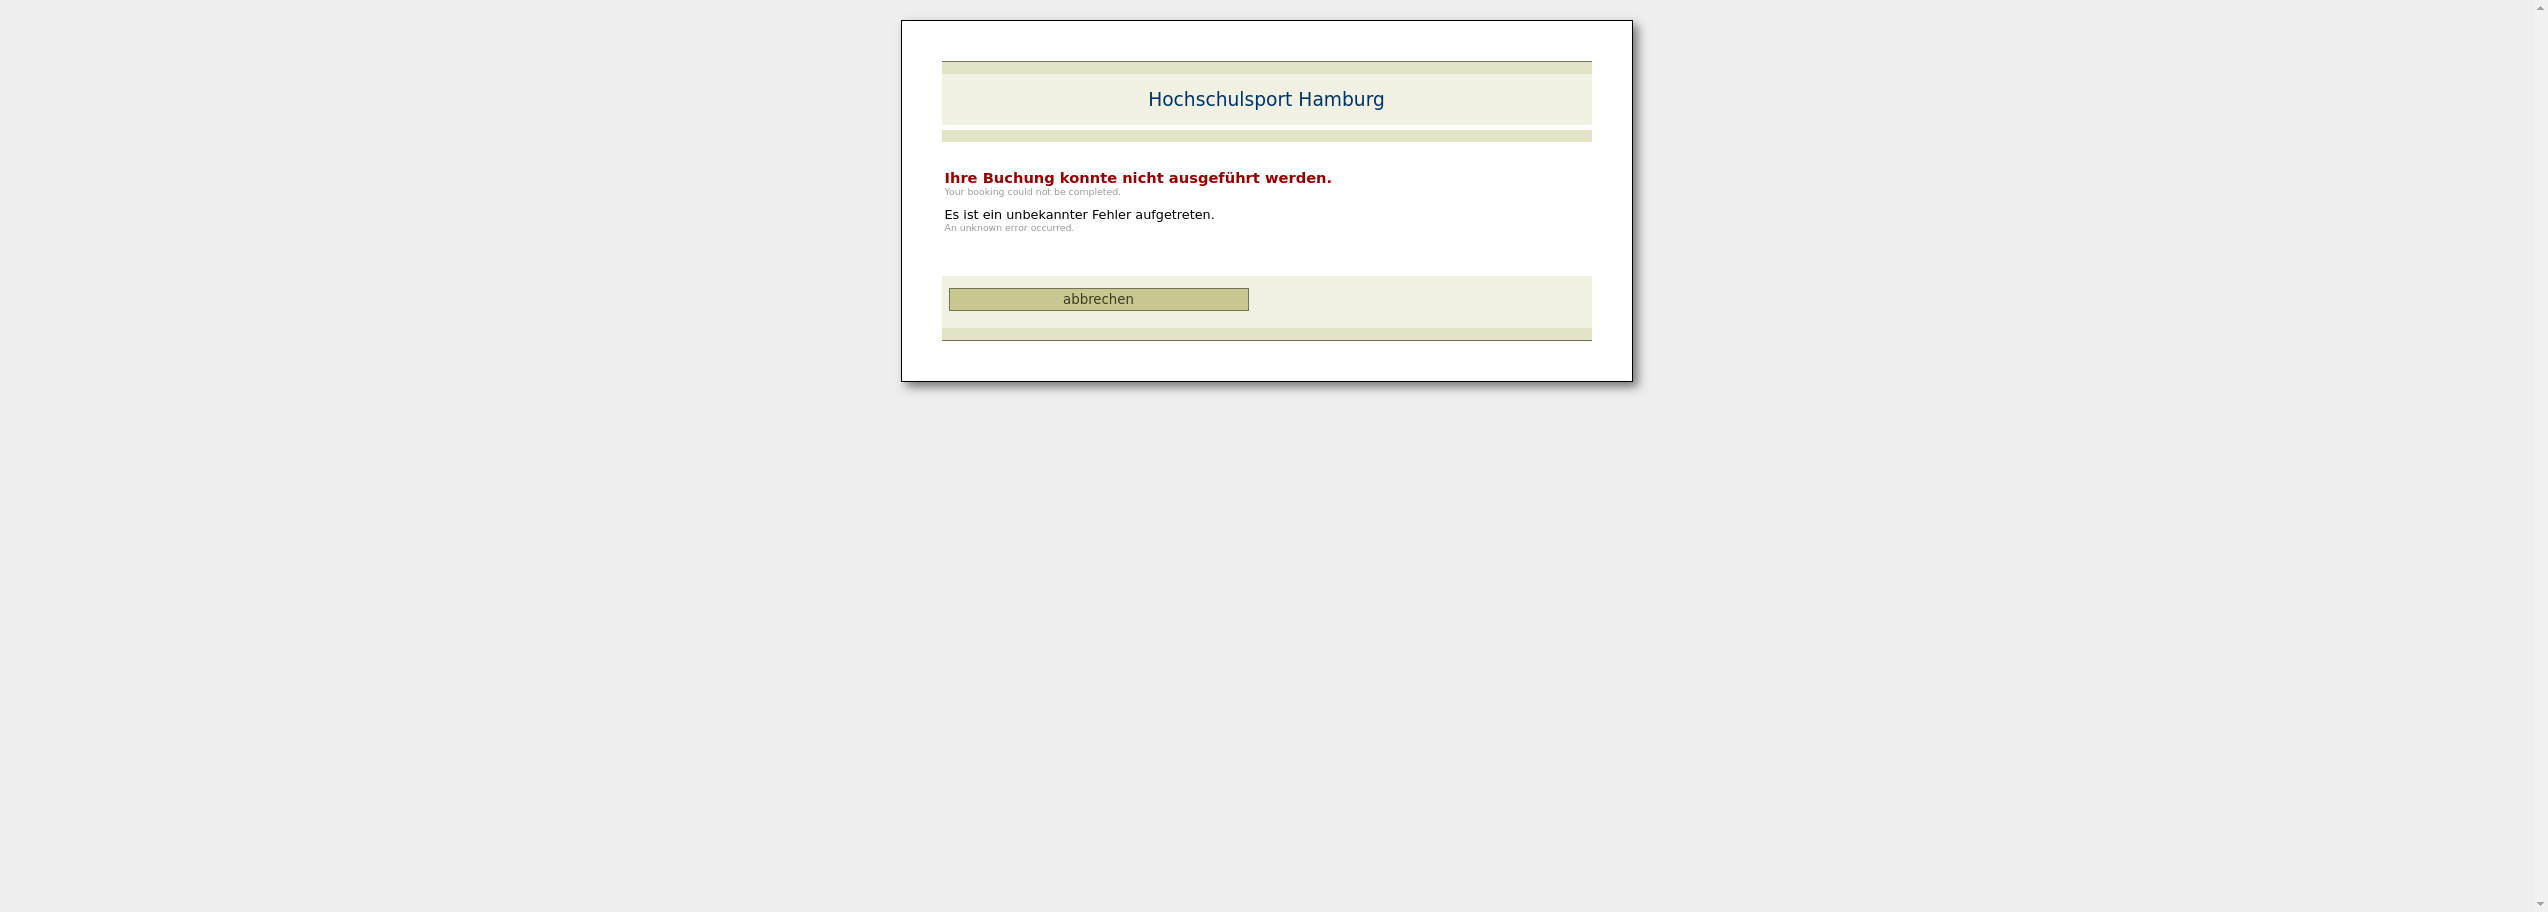 Hochschulsport Hamburg
Ihre Buchung konnte nicht ausgeführt werden.
Your booking could not be completed.
Es ist ein unbekannter Fehler aufgetreten.
An unknown error occurred.
abbrechen